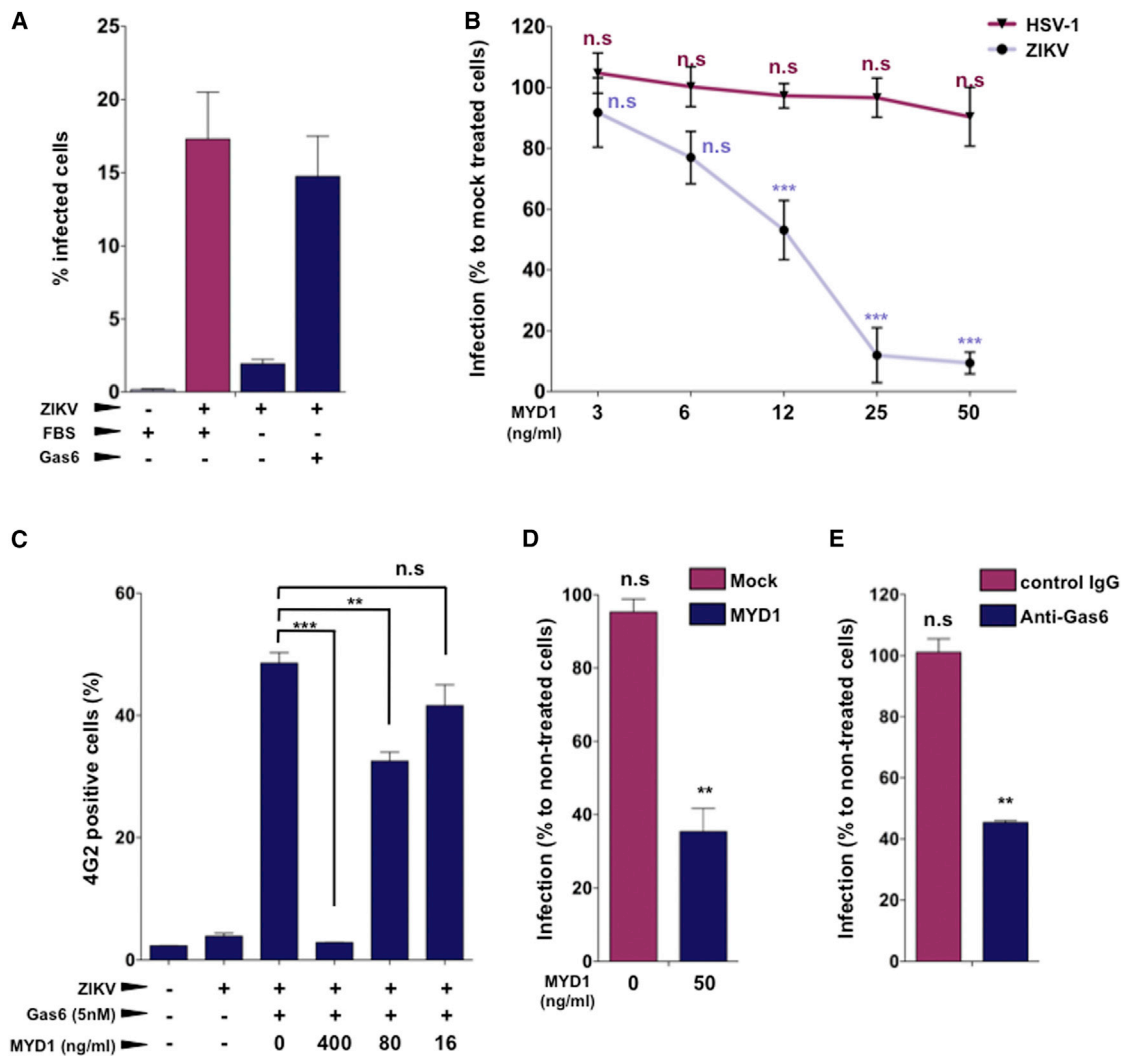 A
% infected cells
25
20
15
10
5
0
ZIKV - + + +
FBS + + - -
Gas6 - - - +
B
HSV-1
ZIKV
Infection (% to mock treated cells)
120
100
80
60
40
20
0
n.s n.s n.s n.s n.s
n.s n.s *** *** ***
MYD1 (ng/ml) 3 6 12 25 50
C
4G2 positive cells (%)
60
40
20
0
n.s
**
***
ZIKV - + + + + +
Gas6 (5nM) - - + + + +
MYD1 (ng/ml) - - 0 400 80 16
D
Mock
MYD1
Infection (% to non-treated cells)
100
80
60
40
20
0
n.s
**
MYD1 (ng/ml) 0 50
E
control IgG
Anti-Gas6
Infection (% to non-treated cells)
120
100
80
60
40
20
0
n.s
**